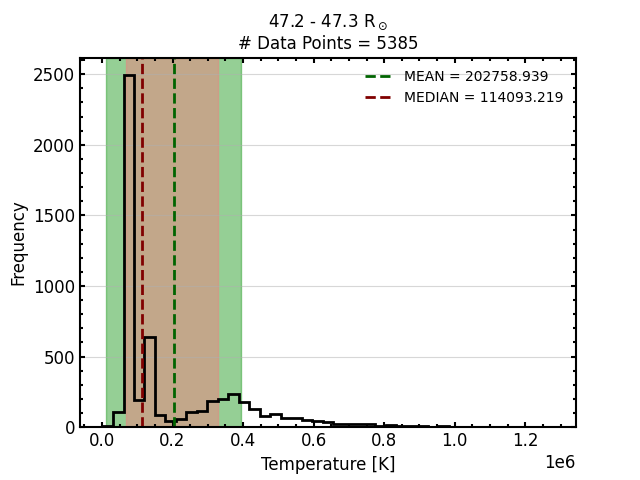 47.2 - 47.3 R⊙
# Data Points = 5385
MEAN = 202758.939
MEDIAN = 114093.219
Frequency
2500
2000
1500
1000
500
0
0.0 0.2 0.4 0.6 0.8 1.0 1.2
1e6
Temperature [K]